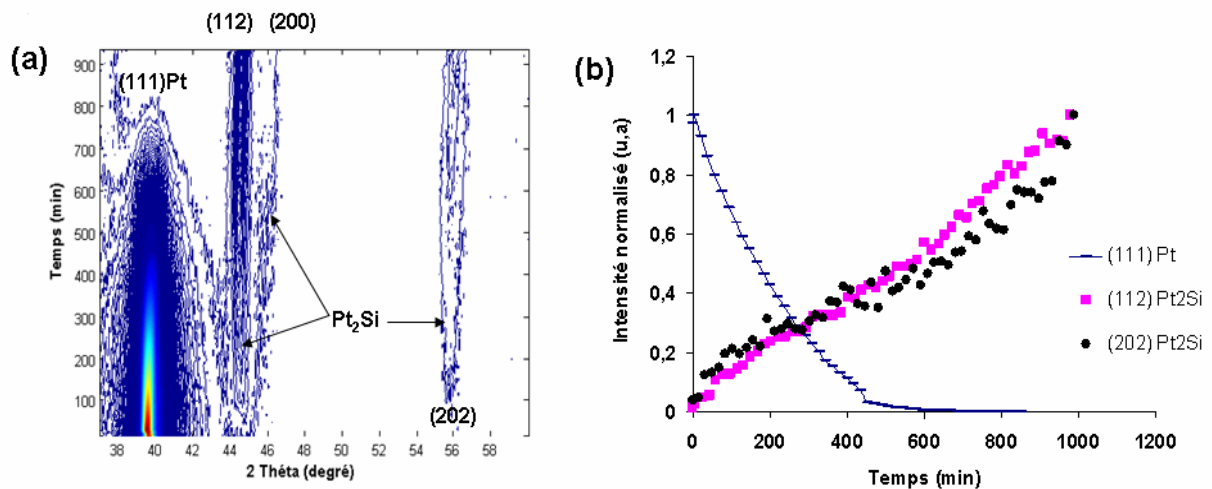 (112) (200)
(a)
(111)Pt
Temps (min)
900
800
700
600
500
400
300
200
100
Pt2Si
(202)
38 40 42 44 46 48 50 52 54 56 58
2 Théta (degré)
(b)
Intensité normalisé (u,a)
1,2
1
0,8
0,6
0,4
0,2
0
0 200 400 600 800 1000 1200
Temps (min)
(111) Pt
(112) Pt2Si
(202) Pt2Si